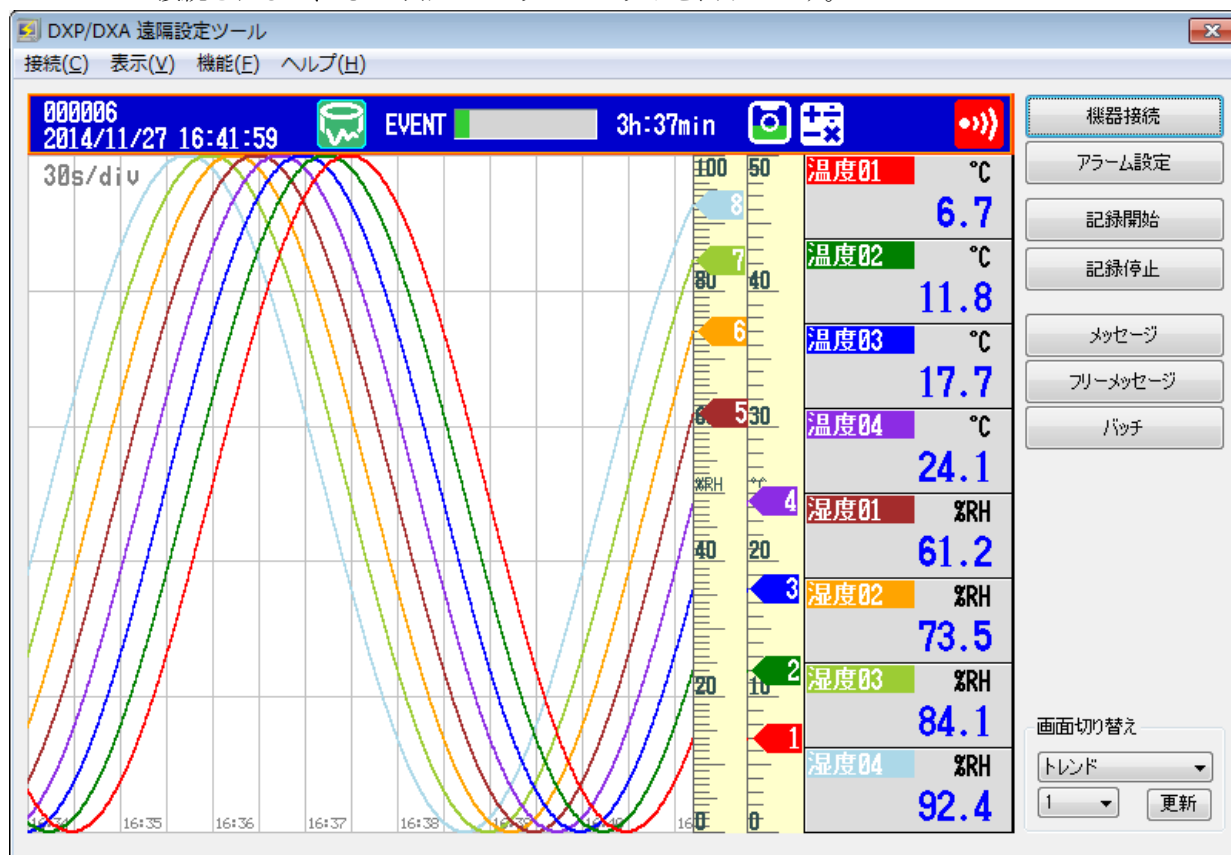 DXP/DXA 遠隔設定ツール
接続(C) 表示(V) 機能(F) ヘルプ(H)
000006
2014/11/27 16:41:59
EVENT
3h:37min
30s/div
100
80
40
20
0
%RH
50
40
30
20
10
0
℃
8
7
6
5
4
3
2
1
16:35
16:36
16:37
16:38
温度01 ℃
6.7
温度02 ℃
11.8
温度03 ℃
17.7
温度04 ℃
24.1
湿度01 %RH
61.2
湿度02 %RH
73.5
湿度03 %RH
84.1
湿度04 %RH
92.4
機器接続
アラーム設定
記録開始
記録停止
メッセージ
フリーメッセージ
バッチ
画面切り替え
トレンド
1
更新